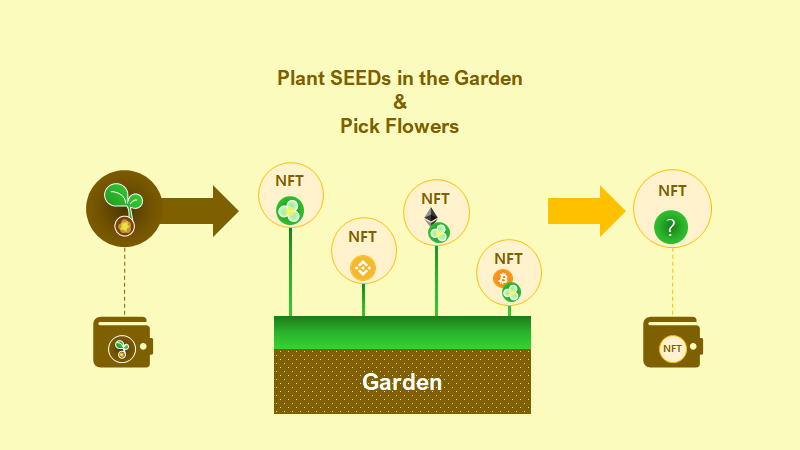 Plant SEEDs in the Garden
&
Pick Flowers
NFT
NFT
NFT
NFT
NFT
?
Garden
NFT